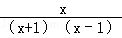 x
(x+1) (x-1)